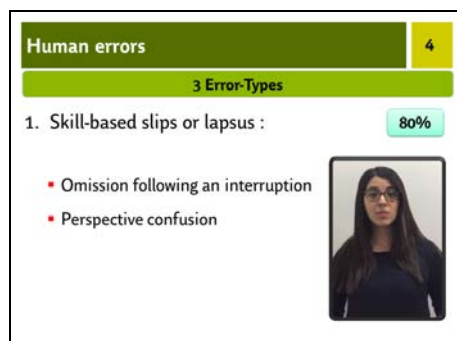 Human errors
4
3 Error-Types
1. Skill-based slips or lapsus :
80%
▪ Omission following an interruption
▪ Perspective confusion